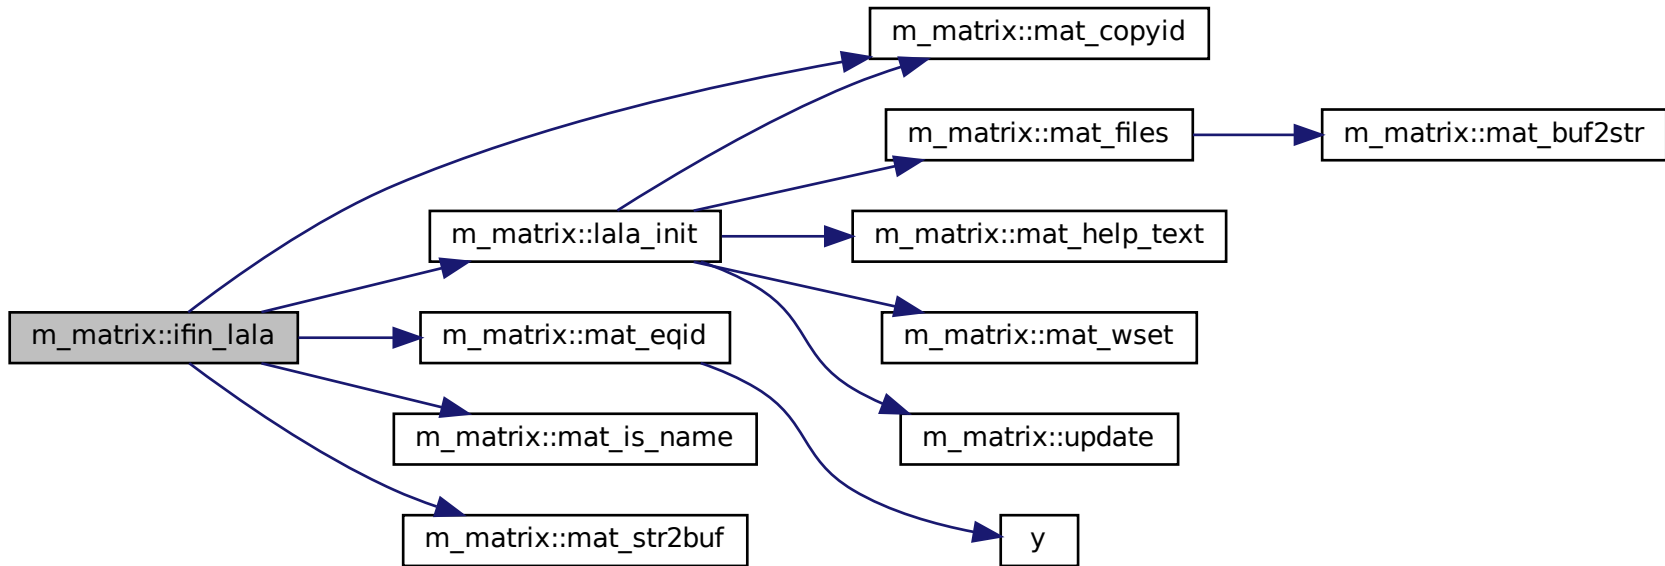 m_matrix::mat_copyid
m_matrix::mat_files
m_matrix::mat_buf2str
m_matrix::lala_init
m_matrix::mat_help_text
m_matrix::ifin_lala
m_matrix::mat_eqid
m_matrix::mat_wset
m_matrix::mat_is_name
m_matrix::update
m_matrix::mat_str2buf
y